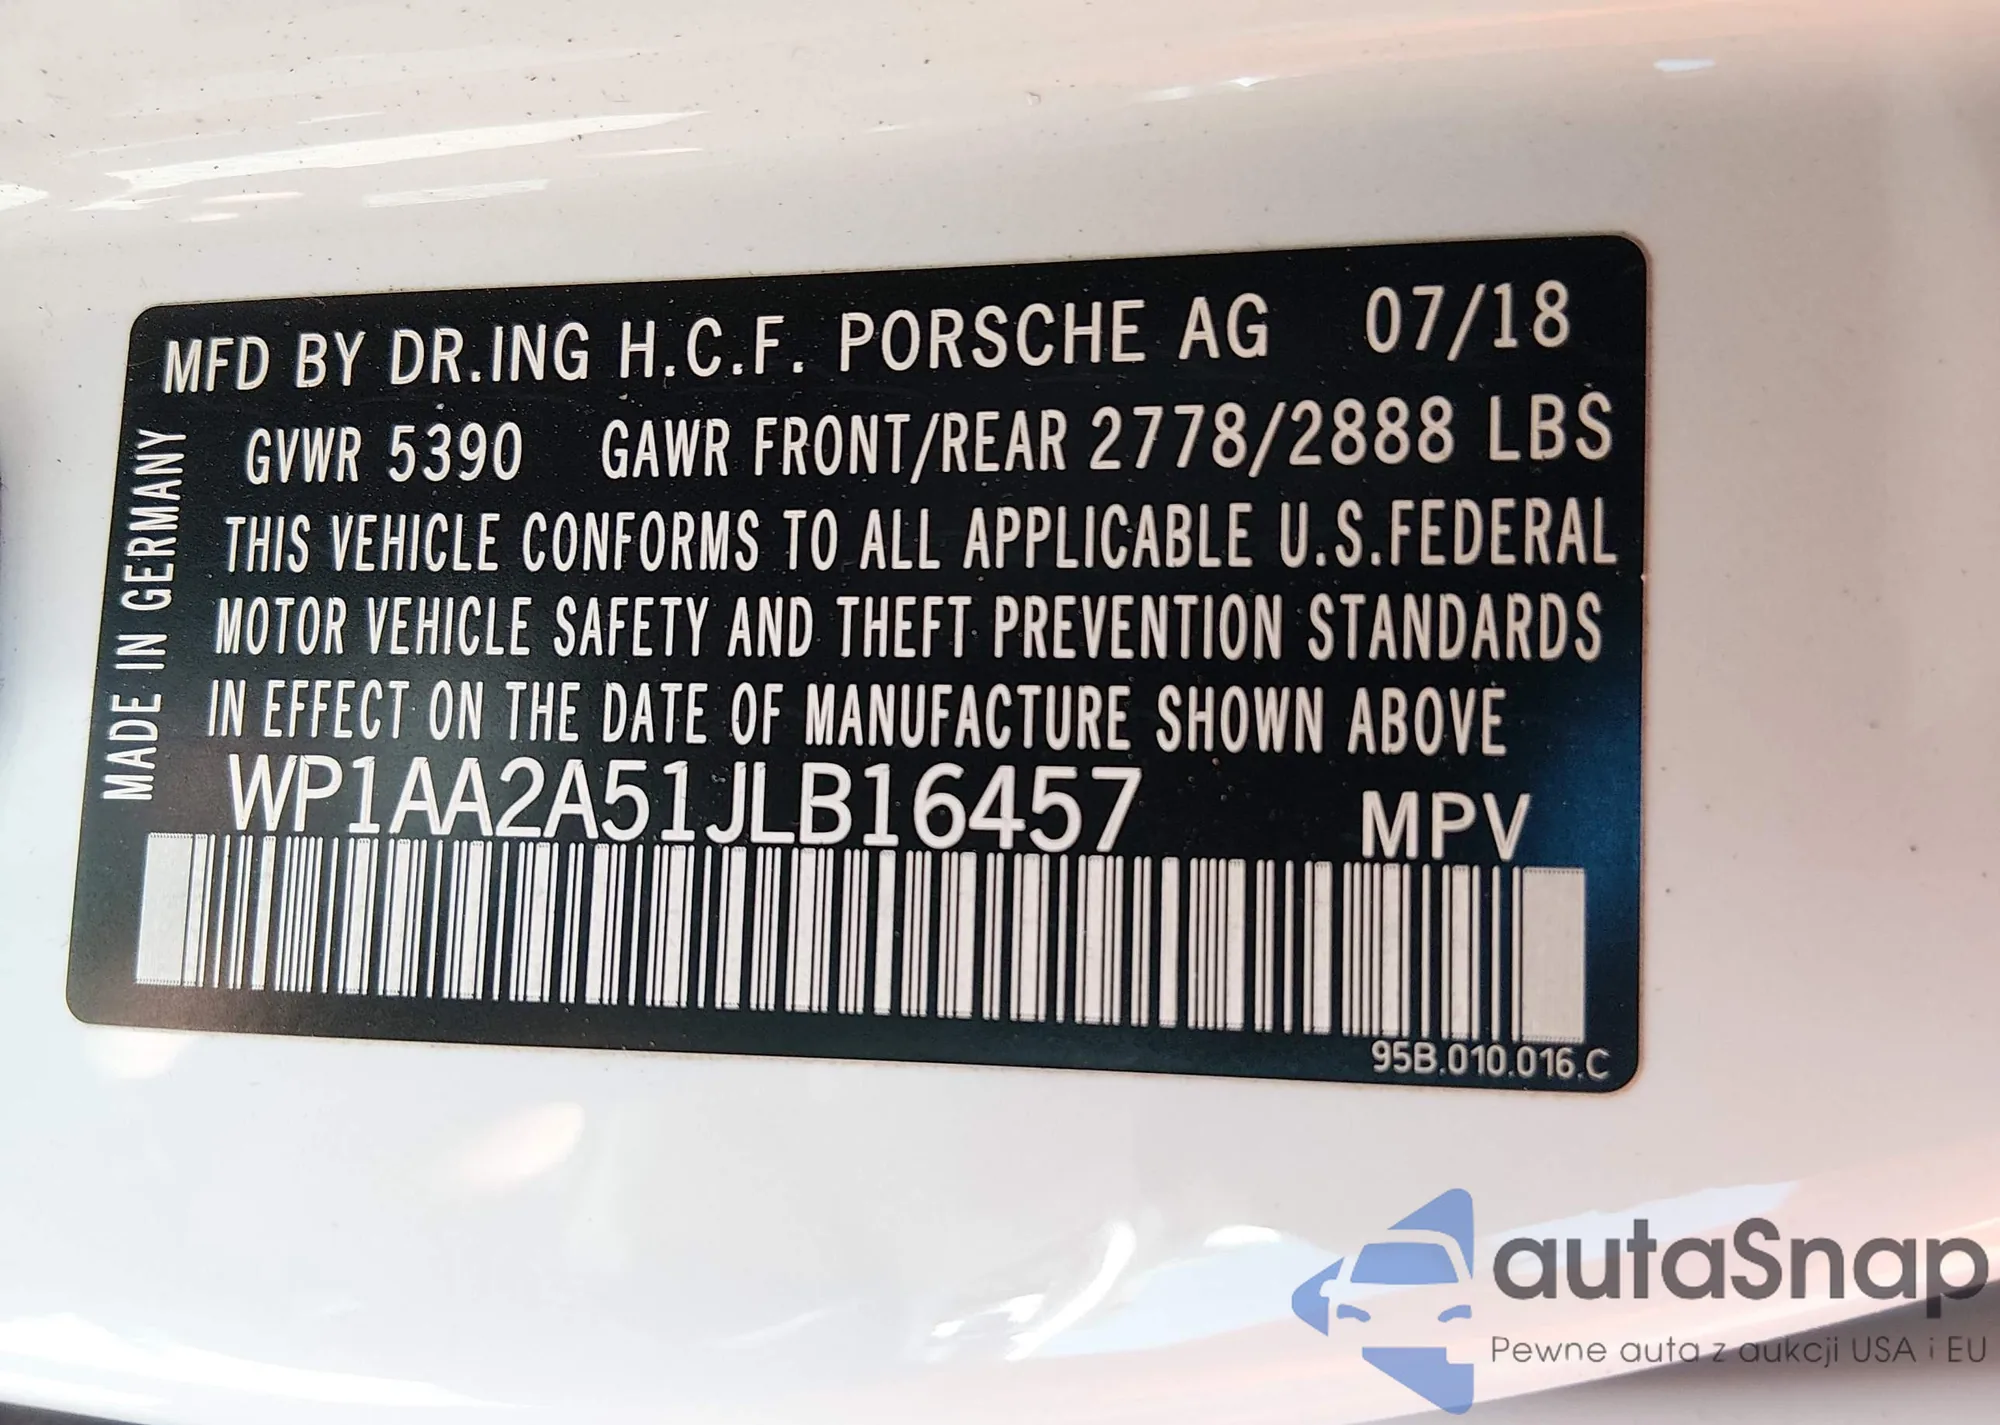 MFD BY DR.ING H.C.F. PORSCHE AG 07/18
GVWR 5390 GAWR FRONT/REAR 2778/2888 LBS
THIS VEHICLE CONFORMS TO ALL APPLICABLE U.S.FEDERAL
MOTOR VEHICLE SAFETY AND THEFT PREVENTION STANDARDS
IN EFFECT ON THE DATE OF MANUFACTURE SHOWN ABOVE
WP1AA2A51JLB16457 MPV
95B.010.016.C
MADE IN GERMANY
autaSnap
Pewne auta z aukcji USA i EU